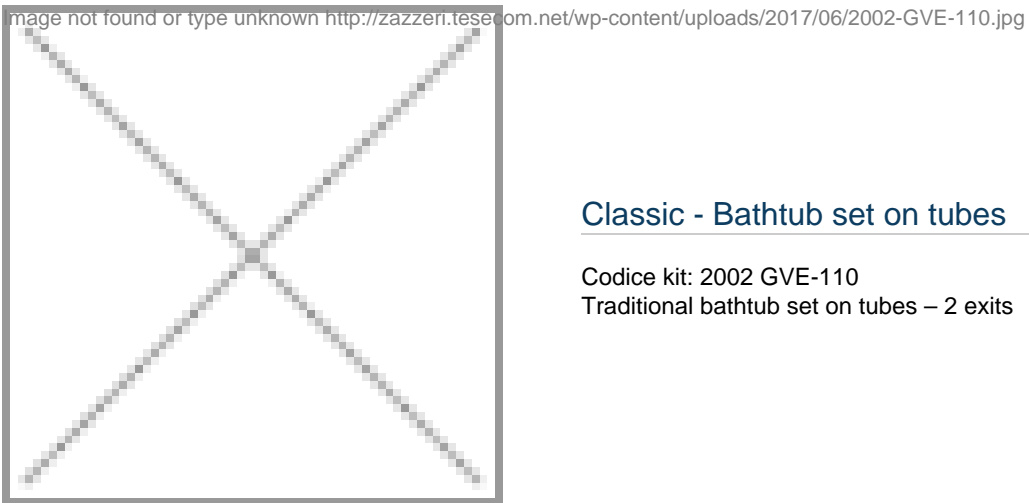 Image not found or type unknown http://zazzeri.tesecom.net/wp-content/uploads/2017/06/2002-GVE-110.jpg
Classic - Bathtub set on tubes
Codice kit: 2002 GVE-110
Traditional bathtub set on tubes – 2 exits